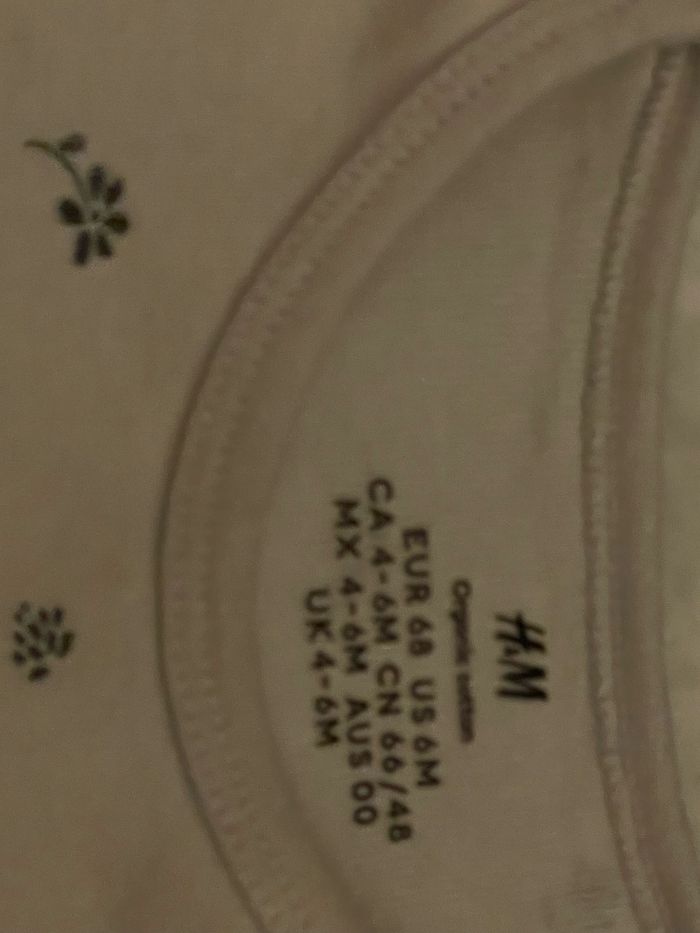 H&M
Organic cotton
EUR 68 US 6M
CA 4-6M CN 66/48
MX 4-6M AUS 00
UK 4-6M